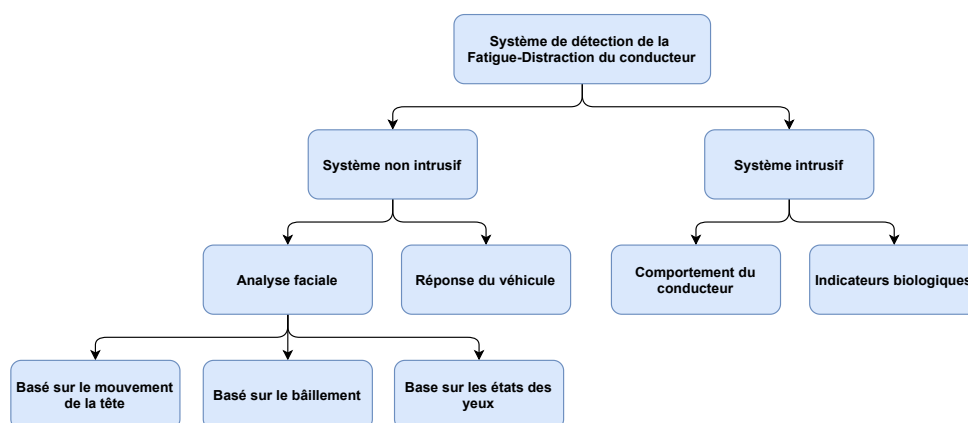 Système de détection de la
Fatigue-Distraction du conducteur
Système non intrusif
Système intrusif
Analyse faciale
Réponse du véhicule
Comportement du
conducteur
Indicateurs biologiques
Basé sur le mouvement
de la tête
Basé sur le bâillement
Base sur les états des
yeux